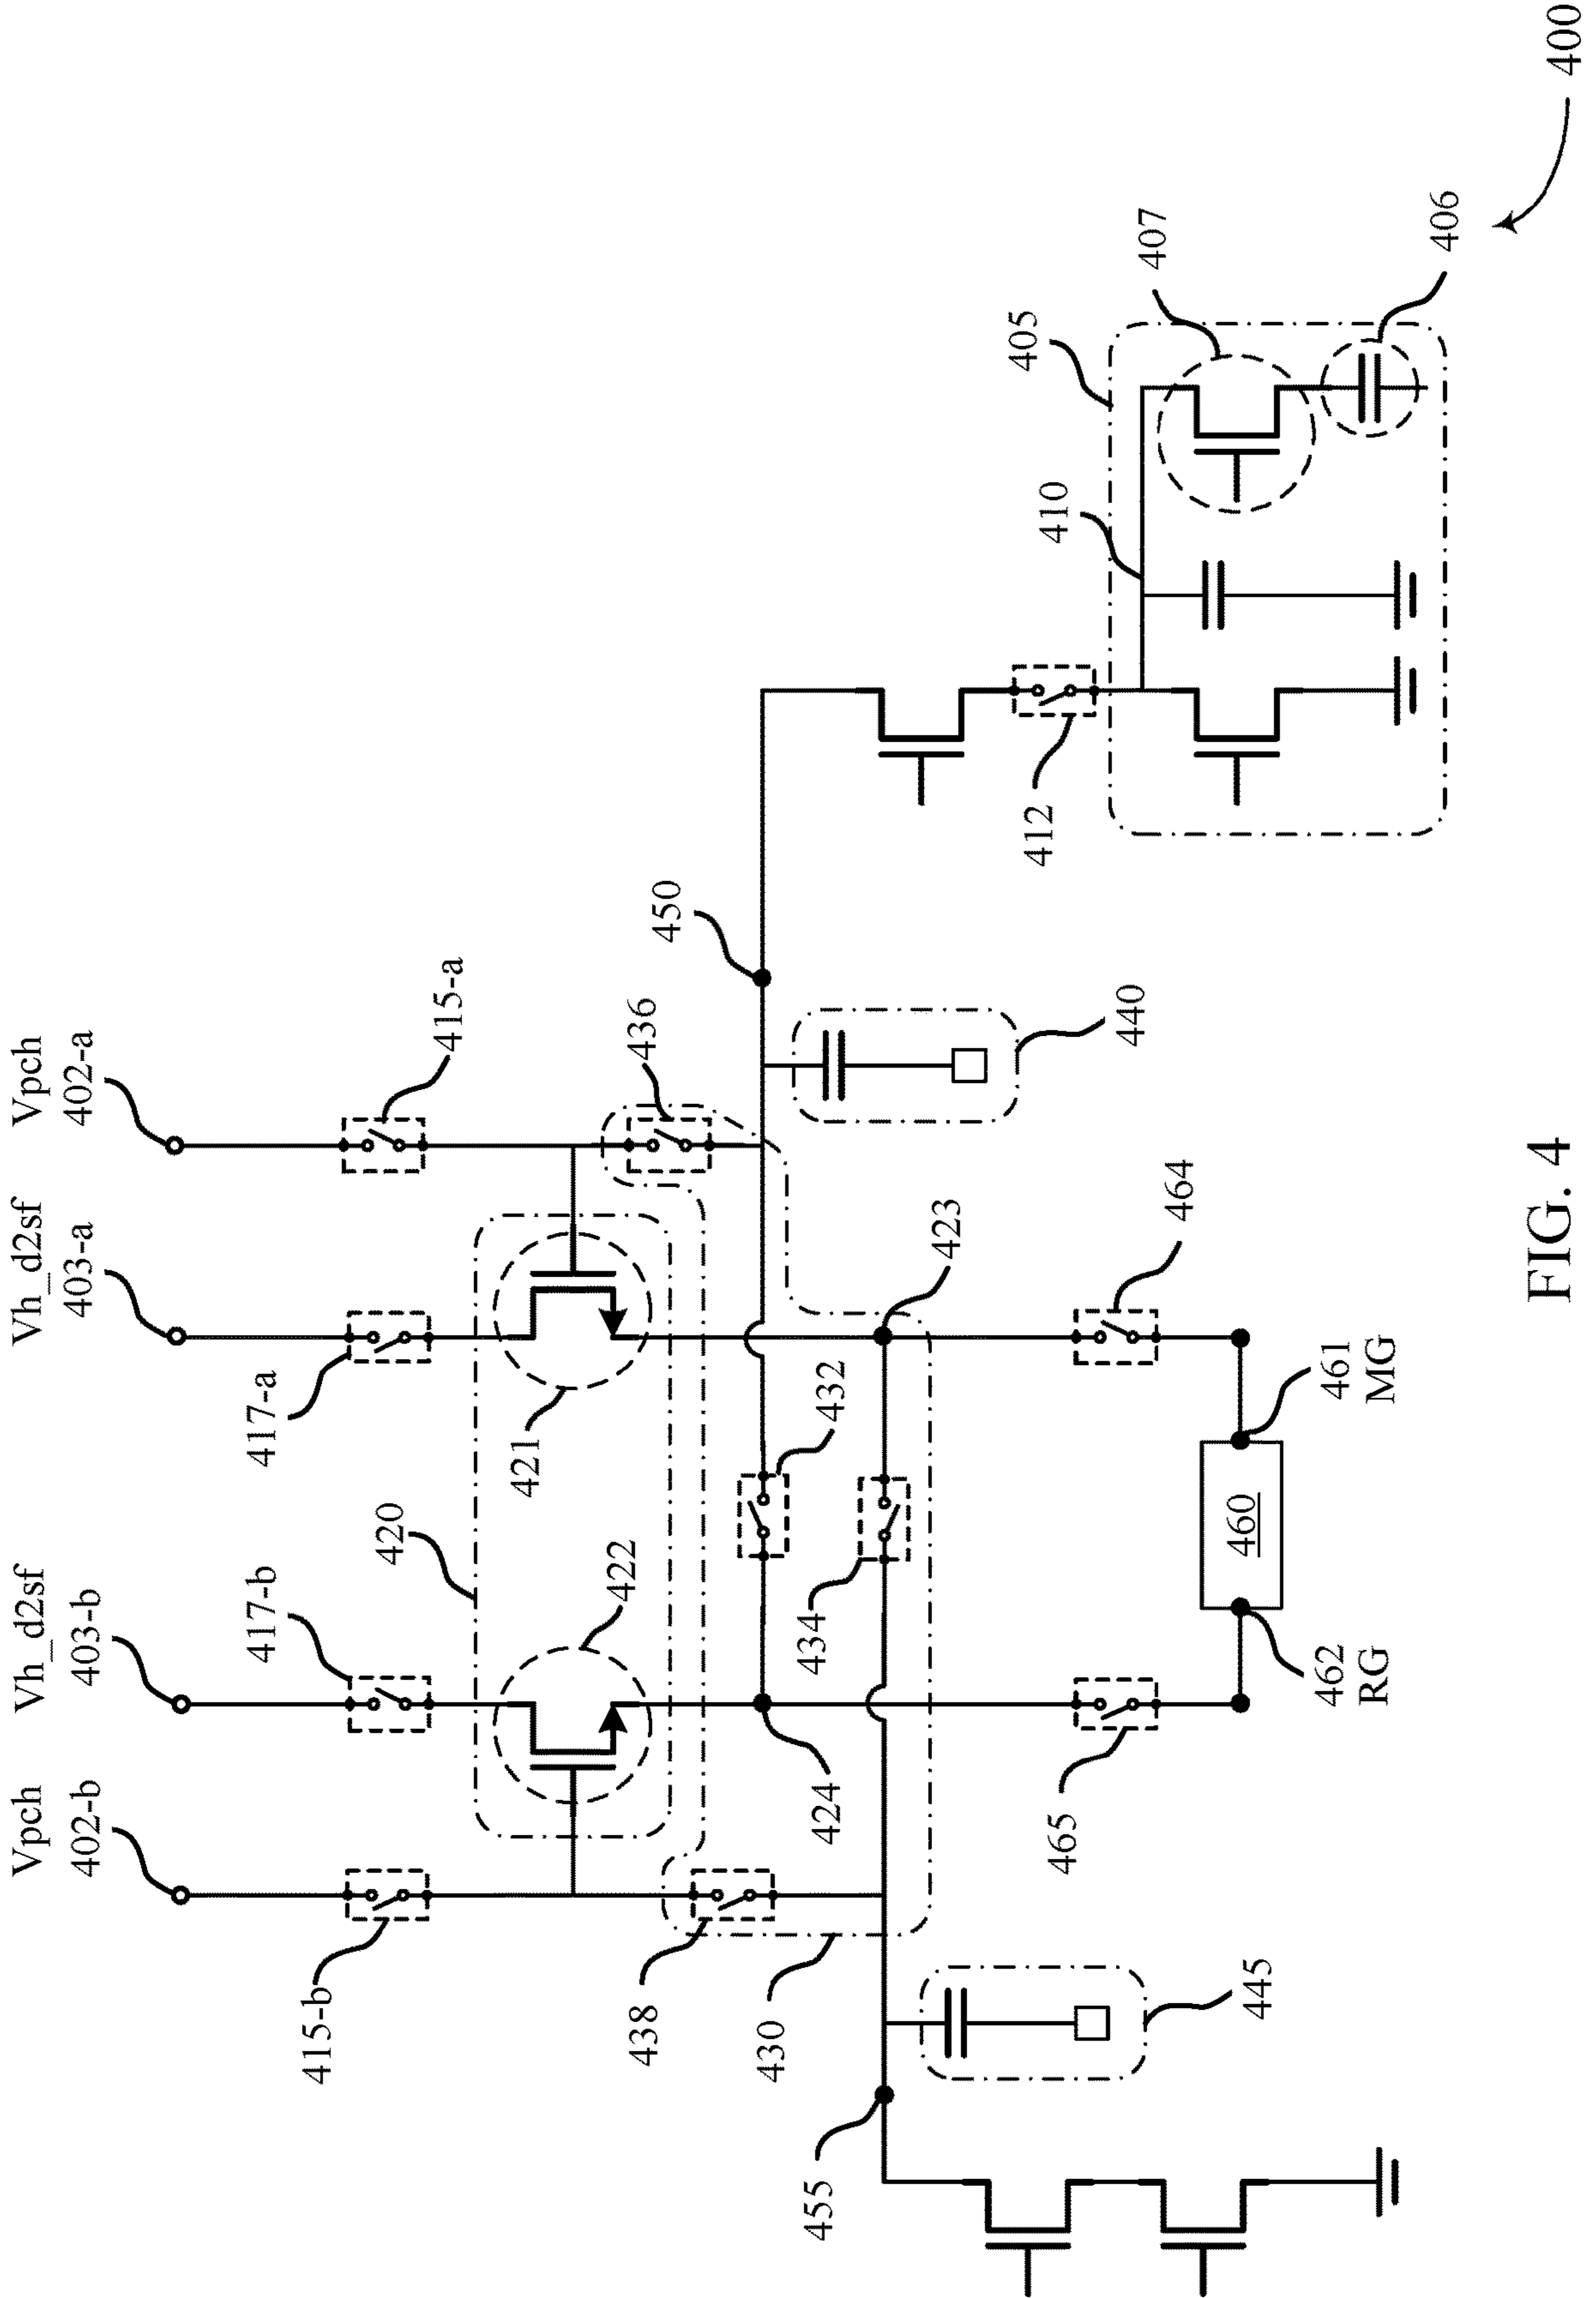 Vpch
402-b
Vh_d2sf
403-b
Vh_d2sf
403-a
Vpch
402-a
415-b
417-b
417-a
415-a
420
421
422
436
450
438
430
424
432
434
423
440
455
445
465
464
460
462
RG
461
MG
412
410
405
407
406
400
FIG. 4